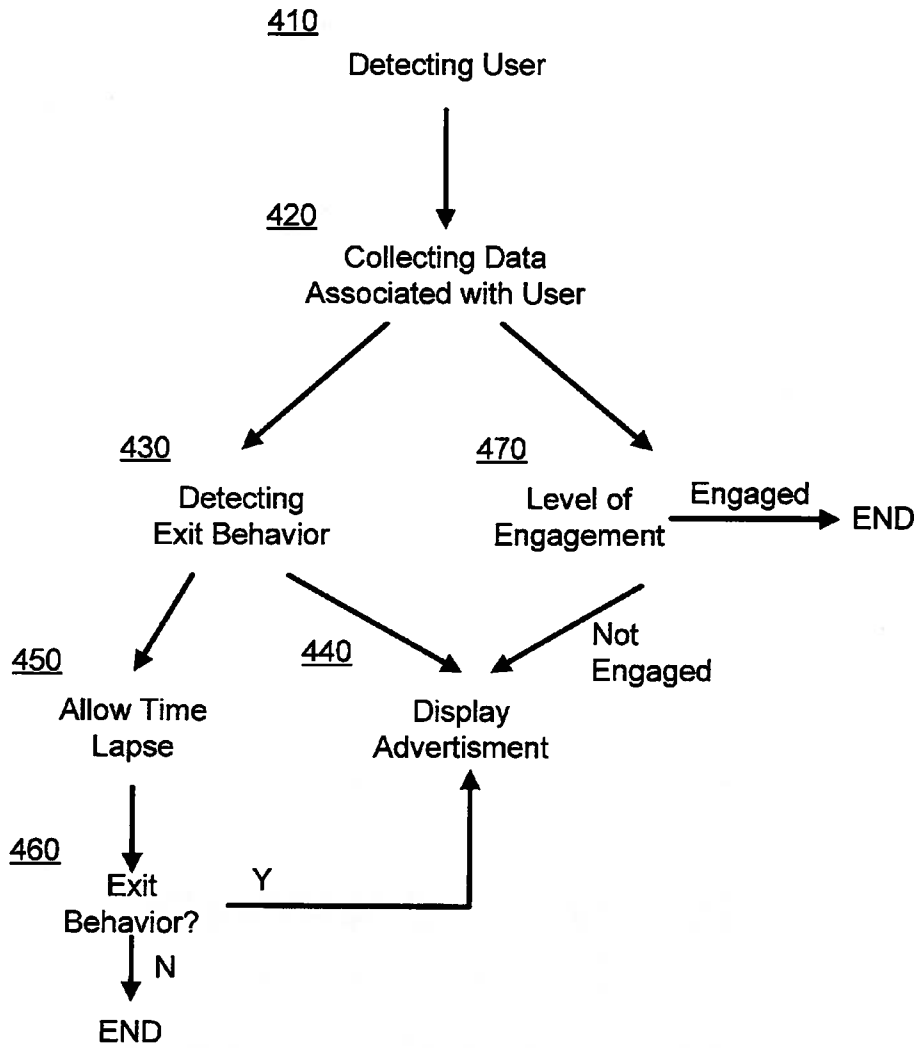 410
Detecting User
420
Collecting Data
Associated with User
430
Detecting
Exit Behavior
470
Level of
Engagement
Engaged
END
450
Allow Time
Lapse
440
Display
Advertisment
Not
Engaged
460
Exit
Behavior?
Y
N
END